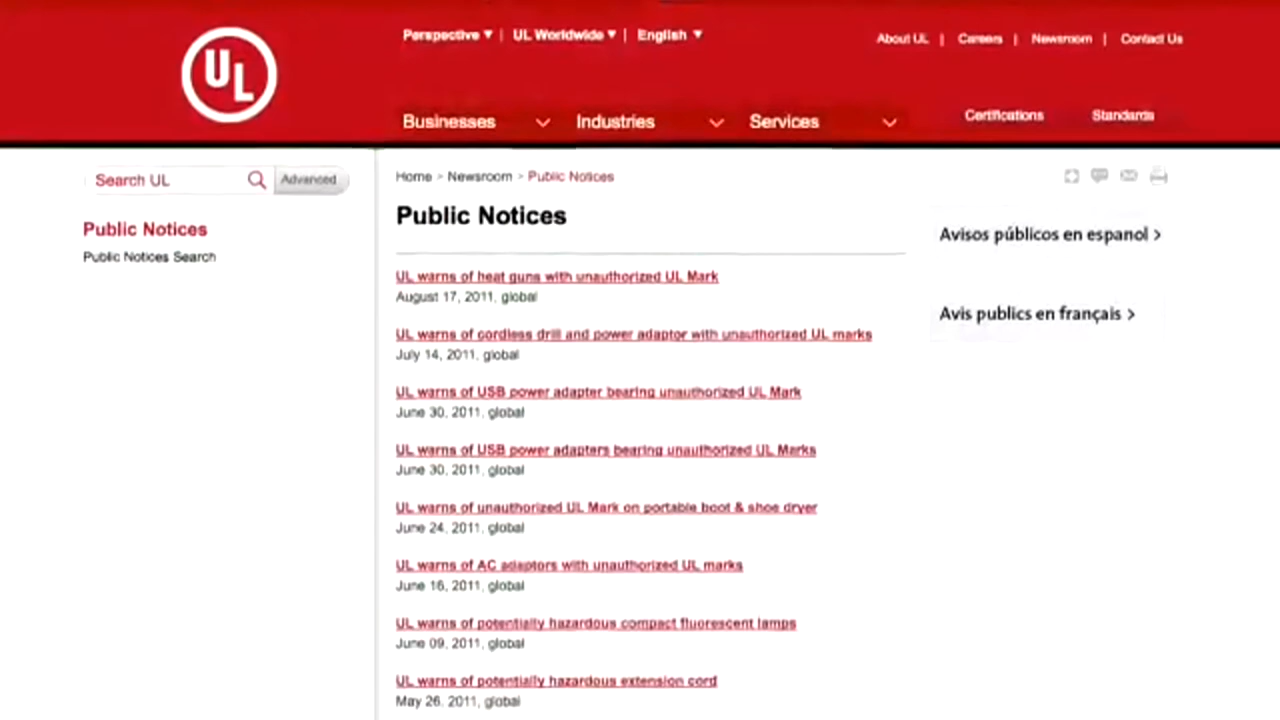 UL
Perspective ▾ | UL Worldwide ▾ | English ▾
About UL | Careers | Newsroom | Contact Us
Businesses Industries Services
Certifications Standards
Search UL Advanced
Public Notices
Public Notices Search
Home > Newsroom > Public Notices
Public Notices
UL warns of heat guns with unauthorized UL Mark
August 17, 2011, global
UL warns of cordless drill and power adaptor with unauthorized UL marks
July 14, 2011, global
UL warns of USB power adapter bearing unauthorized UL Mark
June 30, 2011, global
UL warns of USB power adapters bearing unauthorized UL Marks
June 30, 2011, global
UL warns of unauthorized UL Mark on portable boot & shoe dryer
June 24, 2011, global
UL warns of AC adaptors with unauthorized UL marks
June 16, 2011, global
UL warns of potentially hazardous compact fluorescent lamps
June 09, 2011, global
UL warns of potentially hazardous extension cord
May 26, 2011, global
Avisos públicos en espanol >
Avis publics en français >